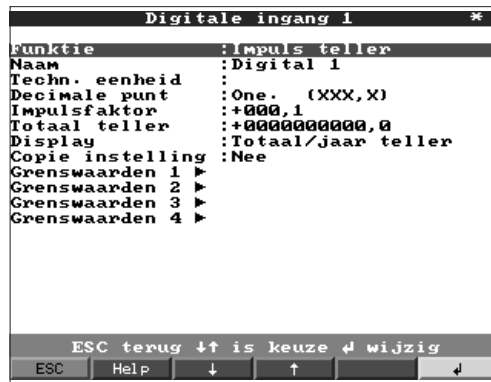 Digitale ingang 1 *
Funktie :Impuls teller
Naam :Digital 1
Techn. eenheid :
Decimale punt :One. (XXX,X)
Impulsfaktor :+000,1
Totaal teller :+0000000000,0
Display :Totaal/jaar teller
Copie instelling :Nee
Grenswaarden 1 ►
Grenswaarden 2 ►
Grenswaarden 3 ►
Grenswaarden 4 ►
ESC terug ↓↑ is keuze ↲ wijzig
ESC Help ↓ ↑ ↲